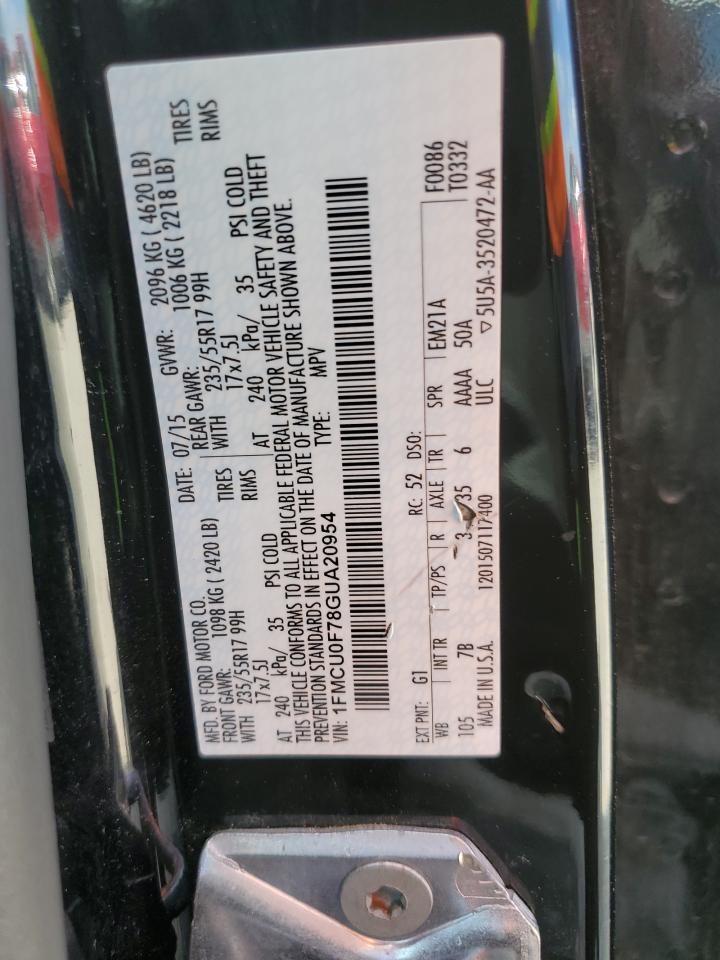 MFD. BY FORD MOTOR CO. DATE: 07/15 GVWR: 2096 KG ( 4620 LB)
FRONT GAWR: 1098 KG ( 2420 LB) REAR GAWR: 1006 KG ( 2218 LB)
WITH 235/55R17 99H TIRES WITH 235/55R17 99H TIRES
17x7.5J RIMS 17x7.5J RIMS
AT 240 kPa/ 35 PSI COLD AT 240 kPa/ 35 PSI COLD
THIS VEHICLE CONFORMS TO ALL APPLICABLE FEDERAL MOTOR VEHICLE SAFETY AND THEFT
PREVENTION STANDARDS IN EFFECT ON THE DATE OF MANUFACTURE SHOWN ABOVE.
VIN: 1FMCU0F78GUA20954 TYPE: MPV
EXT PNT: G1 RC: 52 DSO: F0086
WB INT TR TP/PS R AXLE TR SPR EM21A T0332
105 7B 3 35 6 AAAA 50A
MADE IN U.S.A. 1201507117400 ULC ▽5U5A-3520472-AA